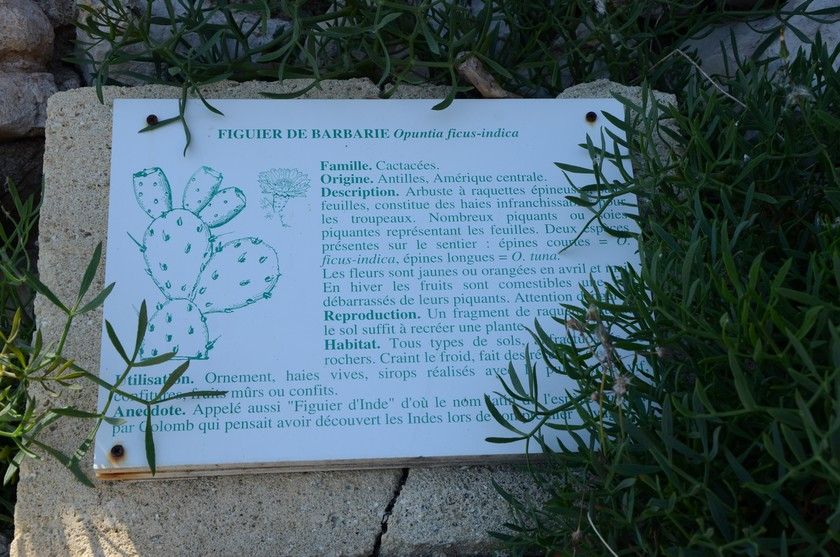 FIGUIER DE BARBARIE Opuntia ficus-indica
Famille. Cactacées.
Origine. Antilles, Amérique centrale.
Description. Arbuste à raquettes
feuilles, constitue des haies infranchissables pour
les troupeaux. Nombreux piquants ou soies
piquantes représentant les feuilles. Deux espèces
présentes sur le sentier : épines courtes = O.
ficus-indica, épines longues = O. tuna.
Les fleurs sont jaunes ou orangées en avril et
En hiver les fruits sont comestibles une
débarrassés de leurs piquants. Attention
Reproduction. Un fragment de
le sol suffit à recréer une plante
Habitat. Tous types de sols,
rochers. Craint le froid, fait des
Utilisation. Ornement, haies vives, sirops réalisés
confitures, fruits mûrs ou confits.
Anecdote. Appelé aussi "Figuier d'Inde" d'où le nom
par Colomb qui pensait avoir découvert les Indes lors de